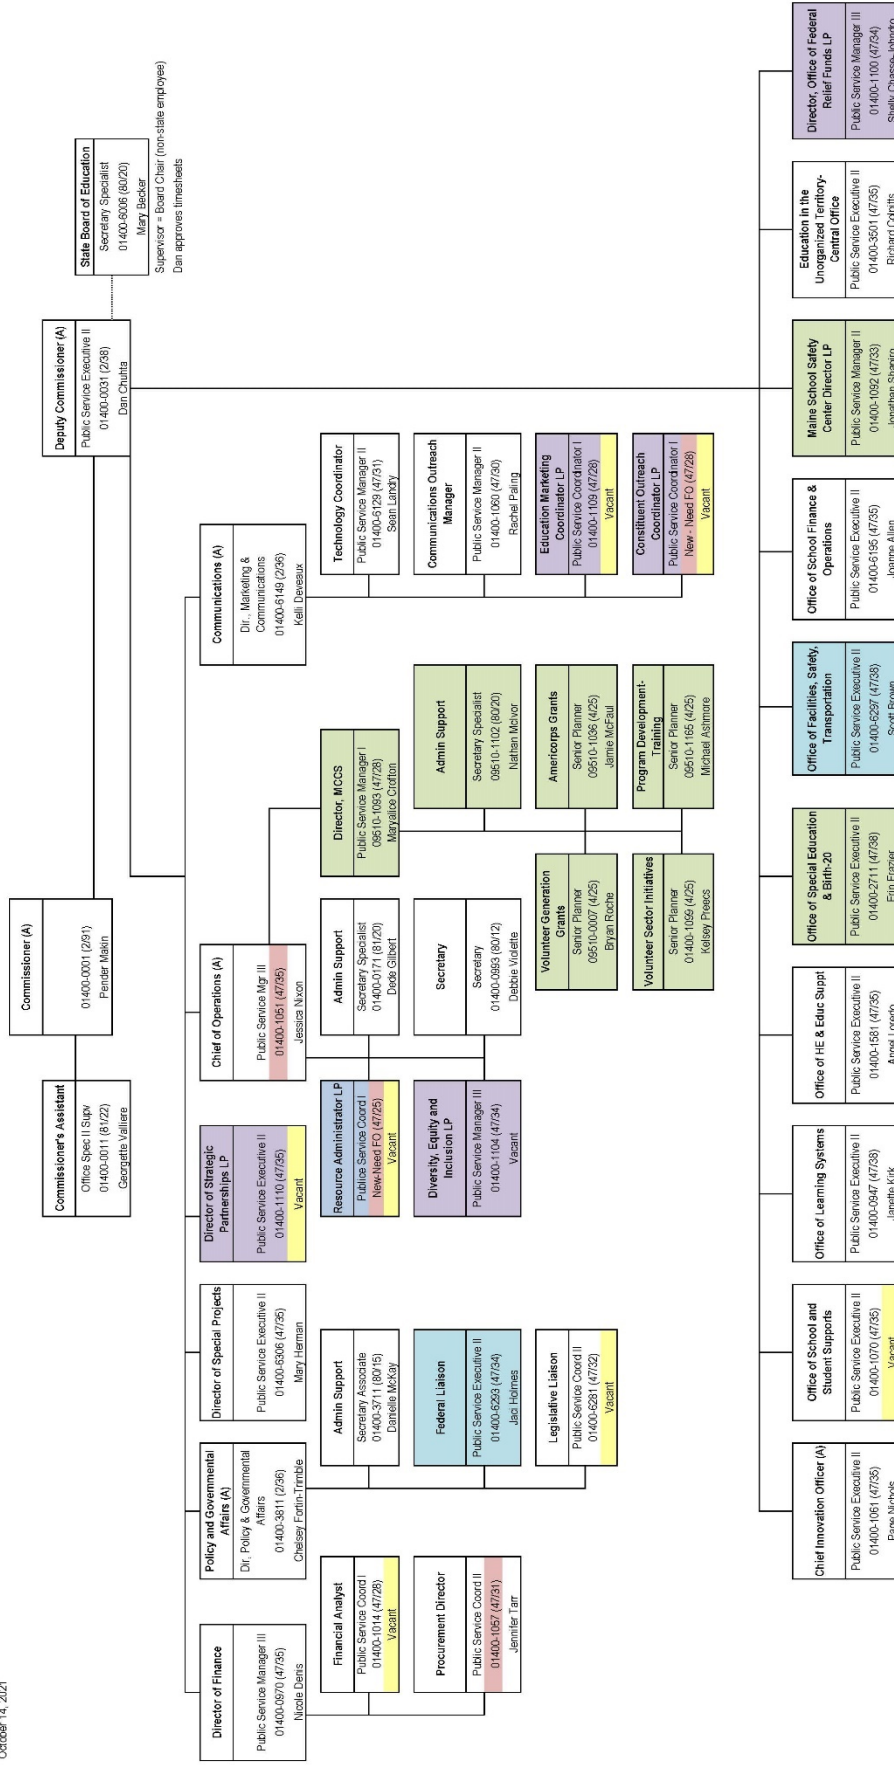 October 14, 2021
Commissioner (A)
01400-0001 (2/91)
Pender Makin
Commissioner's Assistant
Office Spec II Supv
01400-0011 (81/22)
Georgette Valliere
Deputy Commissioner (A)
Public Service Executive II
01400-0031 (2/38)
Dan Chuhta
State Board of Education
Secretary Specialist
01400-6006 (80/20)
Mary Becker
Supervisor = Board Chair (non-state employee)
Dan approves timesheets
Director of Finance
Public Service Manager III
01400-0970 (47/35)
Nicole Denis
Financial Analyst
Public Service Coord I
01400-1014 (47/28)
Vacant
Procurement Director
Public Service Coord II
01400-1057 (47/31)
Jennifer Tarr
Policy and Governmental
Affairs (A)
Dir, Policy & Governmental
Affairs
01400-3811 (2/36)
Chelsey Fortin-Trimble
Admin Support
Secretary Associate
01400-3711 (80/15)
Danielle McKay
Federal Liaison
Public Service Executive II
01400-6293 (47/34)
Jaci Holmes
Legislative Liaison
Public Service Coord II
01400-6281 (47/32)
Vacant
Director of Special Projects
Public Service Executive II
01400-6306 (47/35)
Mary Herman
Director of Strategic
Partnerships LP
Public Service Executive II
01400-1110 (47/35)
Vacant
Chief of Operations (A)
Public Service Mgr III
01400-1051 (47/35)
Jessica Nixon
Resource Administrator LP
Publice Service Coord I
New-Need FO (47/25)
Vacant
Admin Support
Secretary Specialist
01400-0171 (81/20)
Dede Gilbert
Diversity, Equity and
Inclusion LP
Public Service Manager III
01400-1104 (47/34)
Vacant
Secretary
Secretary
01400-0993 (80/12)
Debbie Violette
Director, MCCS
Public Service Manager I
09510-1093 (47/28)
Maryalice Crofton
Admin Support
Secretary Specialist
09510-1102 (80/20)
Nathan McIvor
Volunteer Generation
Grants
Senior Planner
09510-0007 (4/25)
Bryan Roche
Americorps Grants
Senior Planner
09510-1036 (4/25)
Jamie McFaul
Volunteer Sector Initiatives
Senior Planner
01400-1099 (4/25)
Kelsey Preecs
Program Development-
Training
Senior Planner
09510-1165 (4/25)
Michael Ashmore
Communications (A)
Dir., Marketing &
Communications
01400-6149 (2/36)
Kelli Deveaux
Technology Coordinator
Public Service Manager II
01400-6129 (47/31)
Sean Landry
Communications Outreach
Manager
Public Service Manager II
01400-1060 (47/30)
Rachel Paling
Education Marketing
Coordinator LP
Public Service Coordinator I
01400-1109 (47/28)
Vacant
Constituent Outreach
Coordinator LP
Public Service Coordinator I
New - Need FO (47/28)
Vacant
Chief Innovation Officer (A)
Public Service Executive II
01400-1061 (47/35)
Page Nichols
Office of School and
Student Supports
Public Service Executive II
01400-1070 (47/35)
Vacant
Office of Learning Systems
Public Service Executive II
01400-0947 (47/38)
Janette Kirk
Office of HE & Educ Suppt
Public Service Executive II
01400-1581 (47/35)
Angel Loredo
Office of Special Education
& Birth-20
Public Service Executive II
01400-2711 (47/38)
Erin Frazier
Office of Facilities, Safety,
Transportation
Public Service Executive II
01400-6297 (47/38)
Scott Brown
Office of School Finance &
Operations
Public Service Executive II
01400-6195 (47/35)
Joanne Allen
Maine School Safety
Center Director LP
Public Service Manager II
01400-1092 (47/33)
Jonathan Shapiro
Education in the
Unorganized Territory-
Central Office
Public Service Executive II
01400-3501 (47/35)
Richard Colpitts
Director, Office of Federal
Relief Funds LP
Public Service Manager III
01400-1100 (47/34)
Shelly Chasse-Johndro